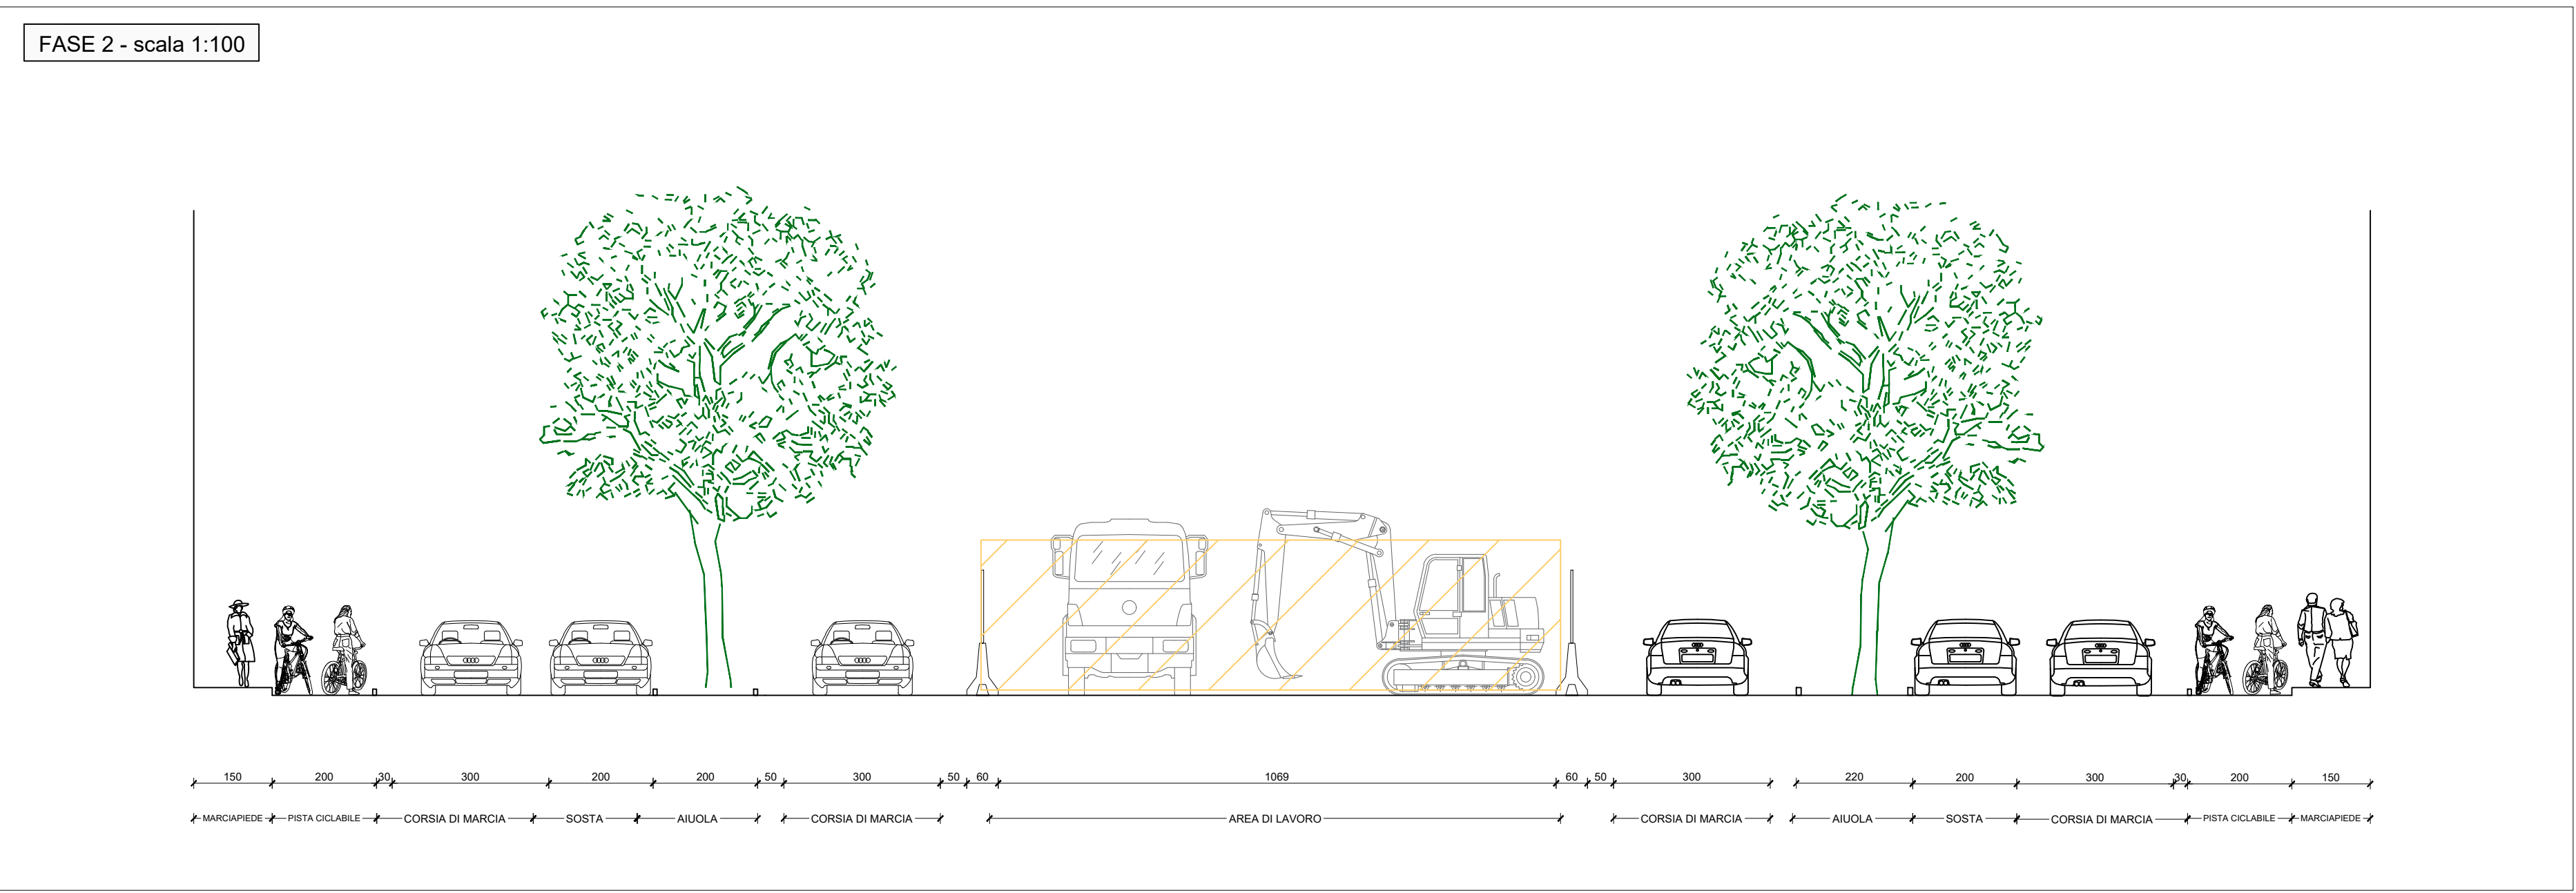 FASE 2 - scala 1:100
150 200 30 300 200 200 50 300 50 60 1069 60 50 300 220 200 300 30 200 150
MARCIAPIEDE PISTA CICLABILE CORSIA DI MARCIA SOSTA AIUOLA CORSIA DI MARCIA AREA DI LAVORO CORSIA DI MARCIA AIUOLA SOSTA CORSIA DI MARCIA PISTA CICLABILE MARCIAPIEDE